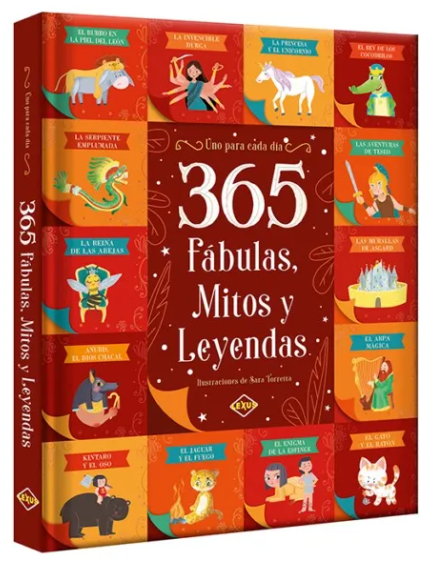 EL BURRO EN
LA PIEL DEL LEÓN
LA INVENCIBLE
DURGA
LA PRINCESA
Y EL UNICORNIO
EL REY DE LOS
COCODRILOS
LA SERPIENTE
EMPLUMADA
LAS AVENTURAS
DE TESEO
LA REINA
DE LAS ABEJAS
LAS MURALLAS
DE ASGARD
ANUBIS,
EL DIOS CHACAL
EL ARPA
MÁGICA
KINTARO
Y EL OSO
EL JAGUAR
Y EL FUEGO
EL ENIGMA
DE LA ESFINGE
EL GATO Y
EL RATÓN
Uno para cada día
365
Fábulas,
Mitos y
Leyendas
Ilustraciones de Sara Torretta
LEXUS
Uno para cada día
365 Fábulas, Mitos y Leyendas
LEXUS